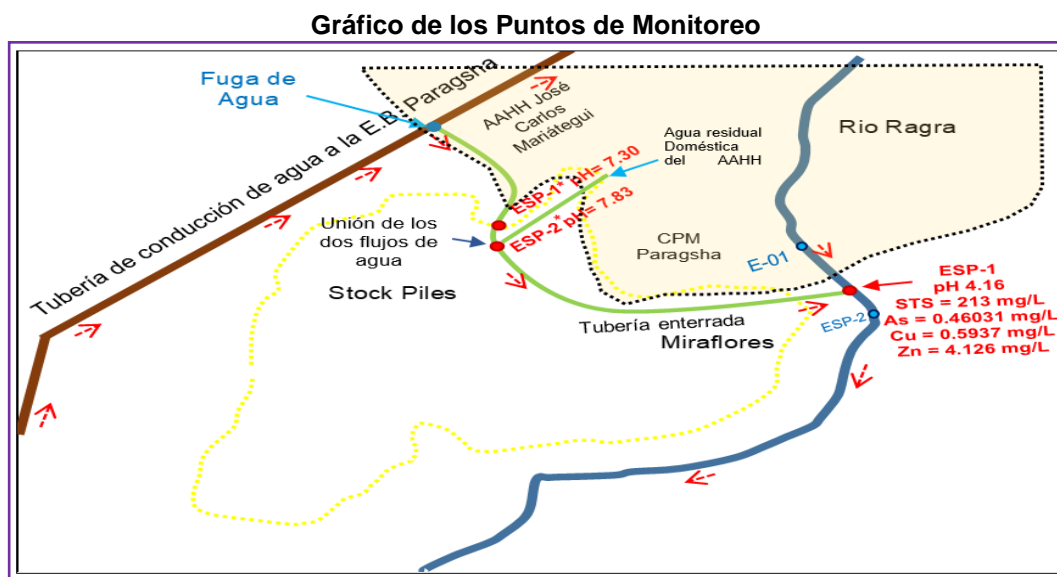 Gráfico de los Puntos de Monitoreo
Fuga de
Agua
Tubería de conducción de agua a la E.B. Paragsha
AAHH José
Carlos
Mariátegui
Agua residual
Doméstica
del AAHH
Rio Ragra
ESP-1* pH= 7.30
ESP-2* pH= 7.83
Unión de los
dos flujos de
agua
CPM
Paragsha
E-01
Stock Piles
ESP-1
pH 4.16
STS = 213 mg/L
As = 0.46031 mg/L
Cu = 0.5937 mg/L
Zn = 4.126 mg/L
ESP-2
Tubería enterrada
Miraflores